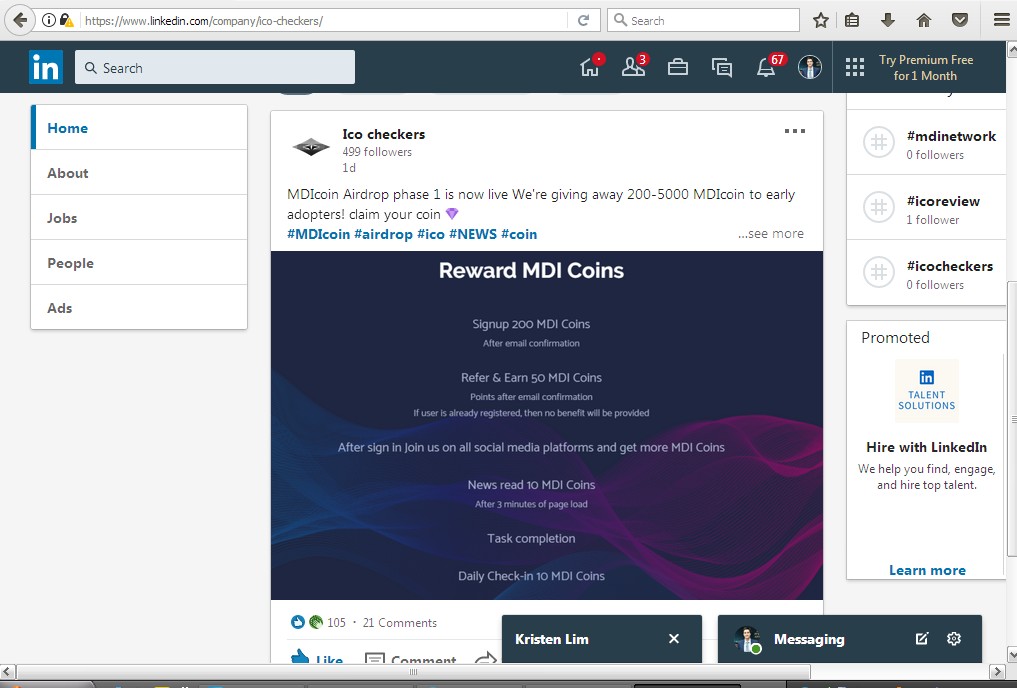 https://www.linkedin.com/company/ico-checkers/
Search
in
Search
3
67
Try Premium Free
for 1 Month
Home
About
Jobs
People
Ads
Ico checkers
499 followers
1d
MDIcoin Airdrop phase 1 is now live We're giving away 200-5000 MDIcoin to early
adopters! claim your coin 💎
#MDIcoin #airdrop #ico #NEWS #coin
...see more
Reward MDI Coins
Signup 200 MDI Coins
After email confirmation
Refer & Earn 50 MDI Coins
Points after email confirmation
If user is already registered, then no benefit will be provided
After sign in Join us on all social media platforms and get more MDI Coins
News read 10 MDI Coins
After 3 minutes of page load
Task completion
Daily Check-in 10 MDI Coins
105 · 21 Comments
Like
Comment
#mdinetwork
0 followers
#icoreview
1 follower
#icocheckers
0 followers
Promoted
in
TALENT
SOLUTIONS
Hire with LinkedIn
We help you find, engage,
and hire top talent.
Learn more
Kristen Lim
Messaging